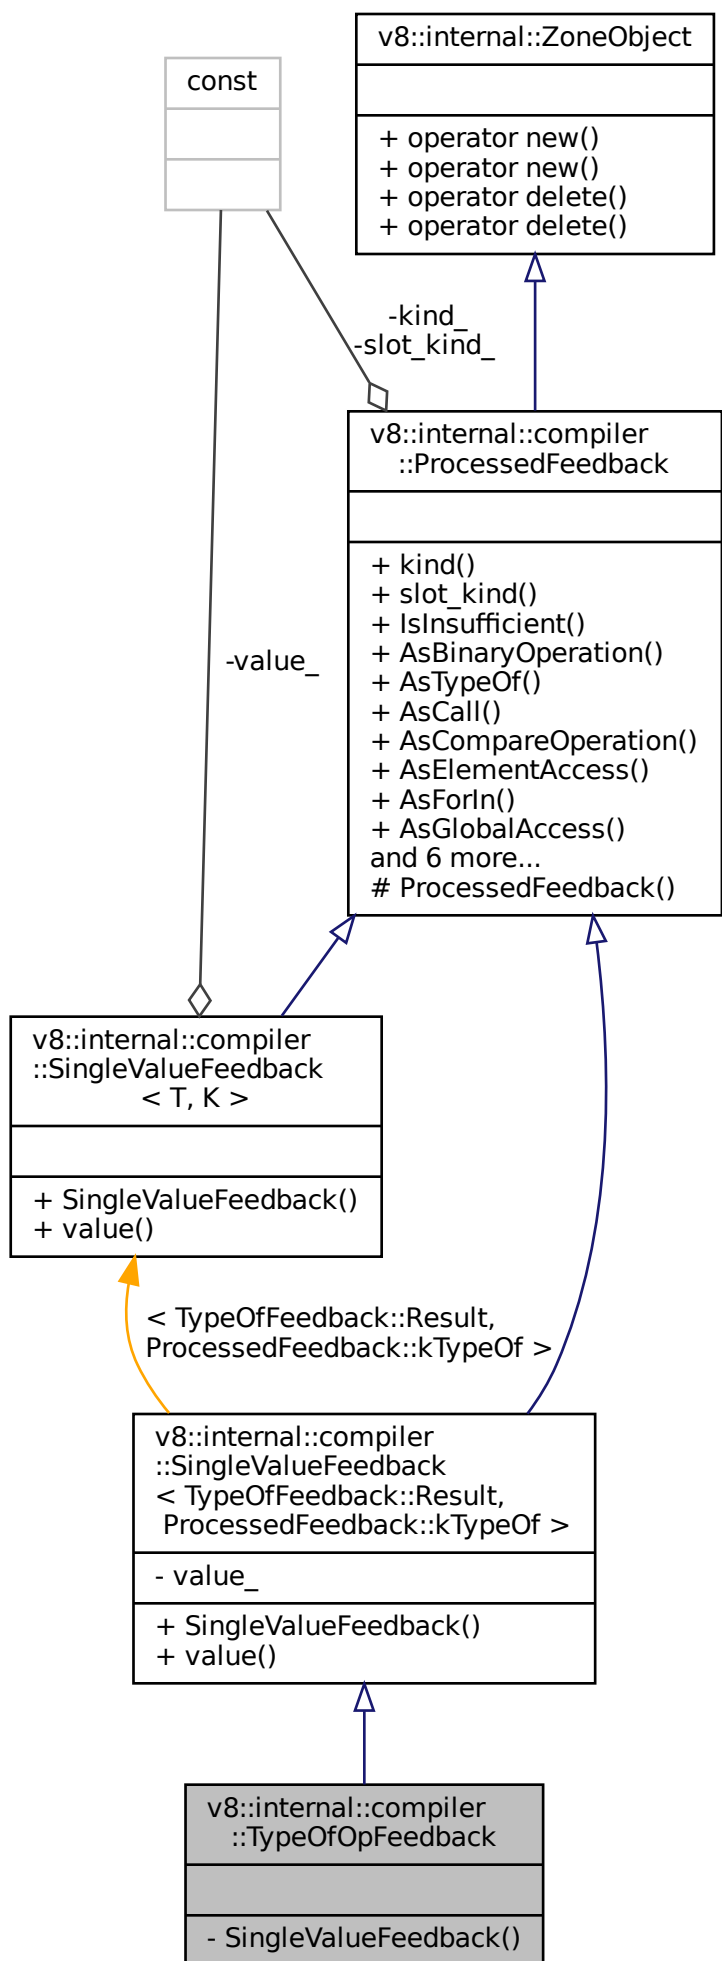 v8::internal::ZoneObject
+ operator new()
+ operator new()
+ operator delete()
+ operator delete()
const
-kind_
-slot_kind_
v8::internal::compiler
::ProcessedFeedback
+ kind()
+ slot_kind()
+ IsInsufficient()
+ AsBinaryOperation()
+ AsTypeOf()
+ AsCall()
+ AsCompareOperation()
+ AsElementAccess()
+ AsForIn()
+ AsGlobalAccess()
and 6 more...
# ProcessedFeedback()
-value_
v8::internal::compiler
::SingleValueFeedback
< T, K >
+ SingleValueFeedback()
+ value()
< TypeOfFeedback::Result,
ProcessedFeedback::kTypeOf >
v8::internal::compiler
::SingleValueFeedback
< TypeOfFeedback::Result,
ProcessedFeedback::kTypeOf >
- value_
+ SingleValueFeedback()
+ value()
v8::internal::compiler
::TypeOfOpFeedback
- SingleValueFeedback()